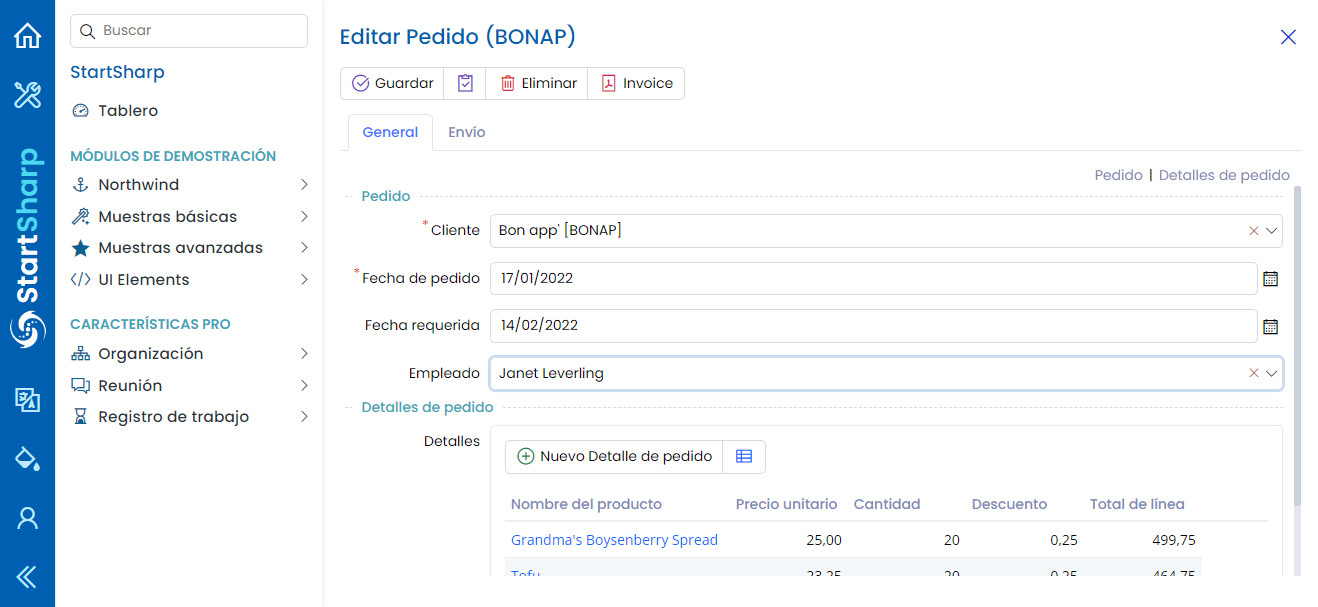 Buscar
StartSharp
Tablero
MÓDULOS DE DEMOSTRACIÓN
Northwind
Muestras básicas
Muestras avanzadas
UI Elements
CARACTERÍSTICAS PRO
Organización
Reunión
Registro de trabajo
StartSharp
Editar Pedido (BONAP)
Guardar Eliminar Invoice
General Envío
Pedido | Detalles de pedido
Pedido
* Cliente Bon app' [BONAP]
* Fecha de pedido 17/01/2022
Fecha requerida 14/02/2022
Empleado Janet Leverling
Detalles de pedido
Detalles
Nuevo Detalle de pedido
Nombre del producto Precio unitario Cantidad Descuento Total de línea
Grandma's Boysenberry Spread 25,00 20 0,25 499,75
Tofu 23,25 20 0,25 464,75